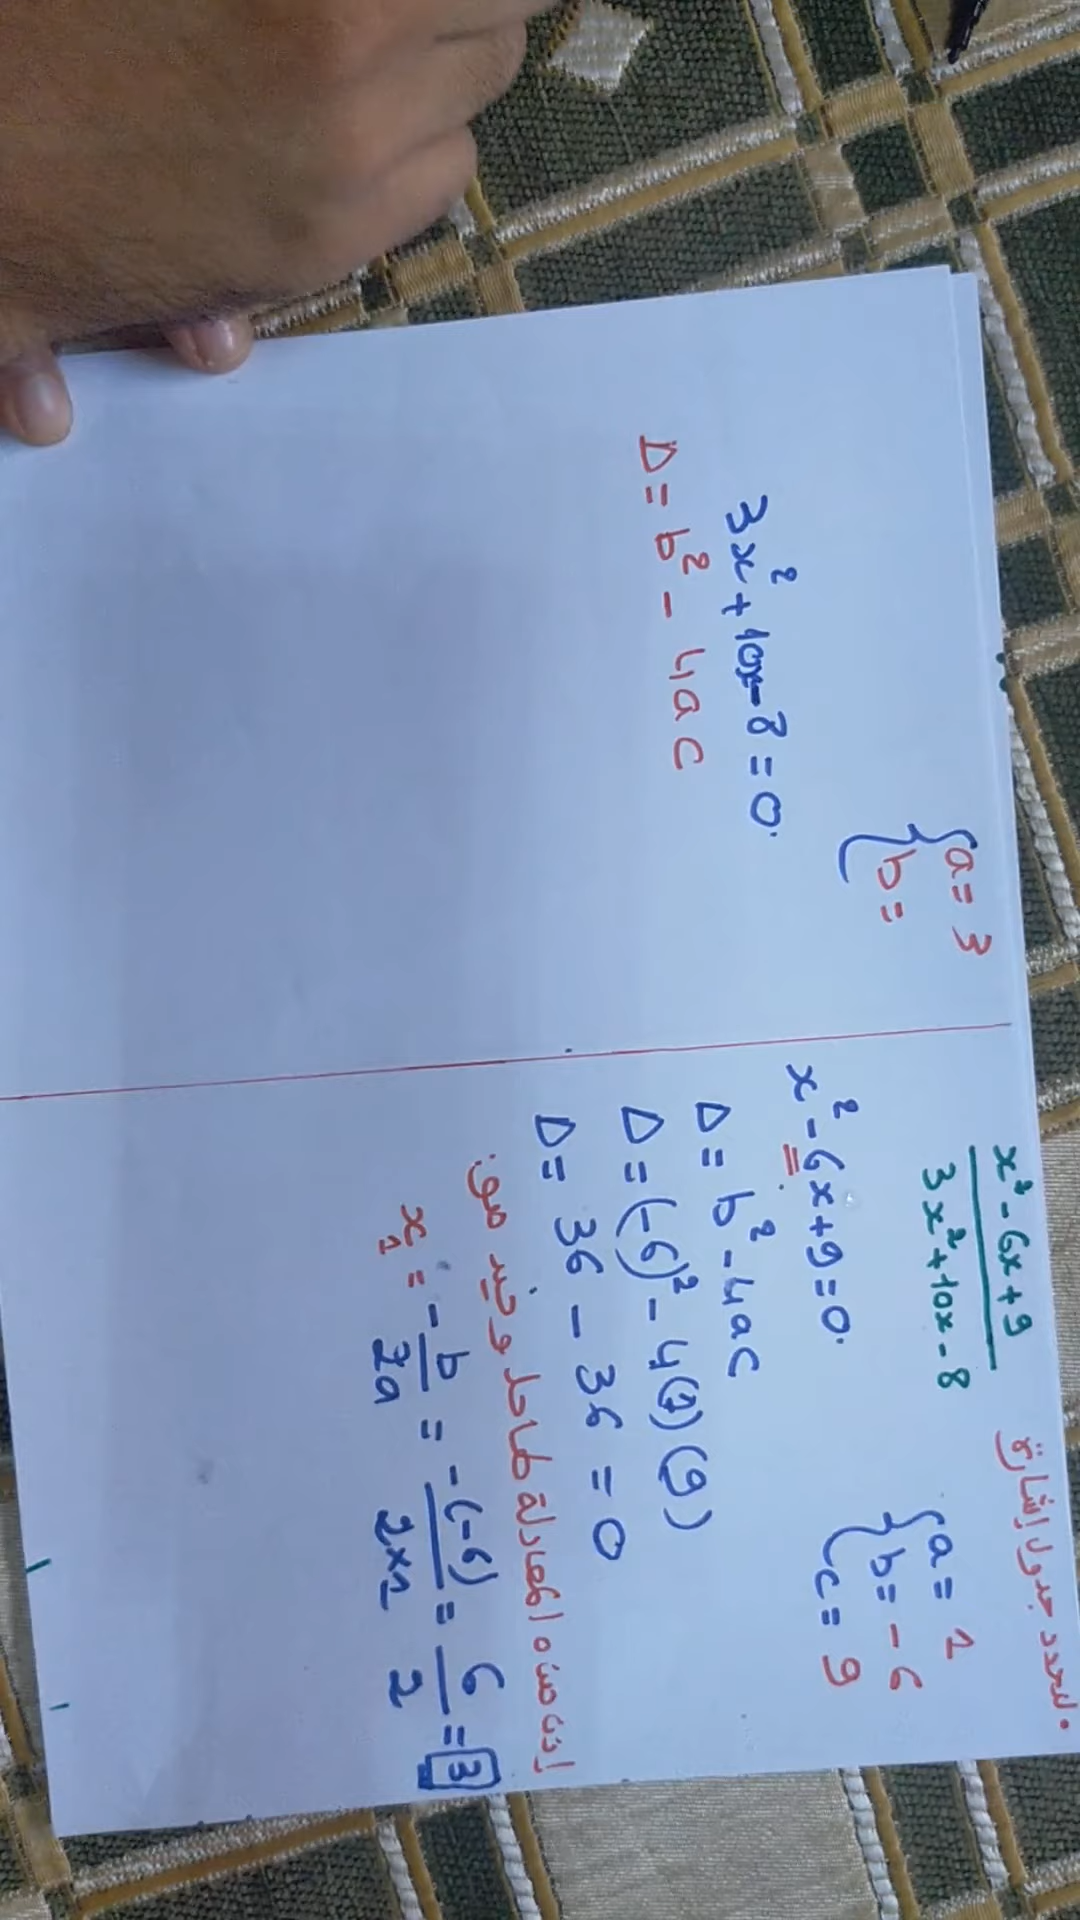 • لنحدد جدول إشارة
x² - 6x + 9
3x² + 10x - 8
x² - 6x + 9 = 0.
{ a = 1
b = - 6
c = 9
Δ = b² - 4ac
Δ = (-6)² - 4(1)(9)
Δ = 36 - 36 = 0
إذن هذه المعادلة لها حل وحيد هو:
x₁ = -b/2a = -(-6)/2×1 = 6/2 = 3
3x² + 10x - 8 = 0.
{ a = 3
b =
Δ = b² - 4ac